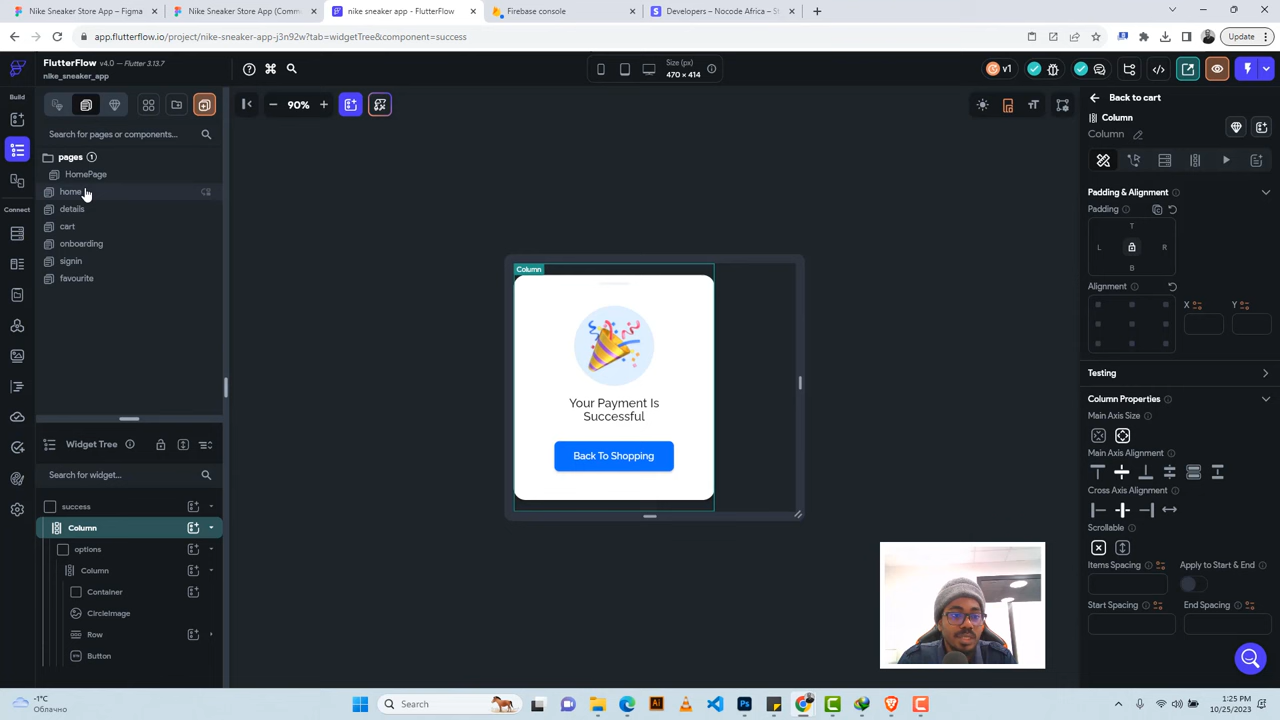 Nike Sneaker Store App - Figma
Nike Sneaker Store App (Comm
nike sneaker app - FlutterFlow
Firebase console
Developers – Nocode Africa – St
app.flutterflow.io/project/nike-sneaker-app-j3n92w?tab=widgetTree&component=success
Update
FlutterFlow v4.0 - Flutter 3.13.7
nike_sneaker_app
Size (px)
470 × 414
v1
Build
90%
Back to cart
Column
Column
Search for pages or components...
pages 1
HomePage
home
details
cart
onboarding
signin
favourite
Connect
Padding & Alignment
Padding
T
L
R
B
Alignment
X
Y
Testing
Column Properties
Main Axis Size
Main Axis Alignment
Cross Axis Alignment
Scrollable
Items Spacing
Apply to Start & End
Start Spacing
End Spacing
Column
Your Payment Is
Successful
Back To Shopping
Widget Tree
Search for widget...
success
Column
options
Column
Container
CircleImage
Row
Button
-1°C
Облачно
Search
1:25 PM
10/25/2023